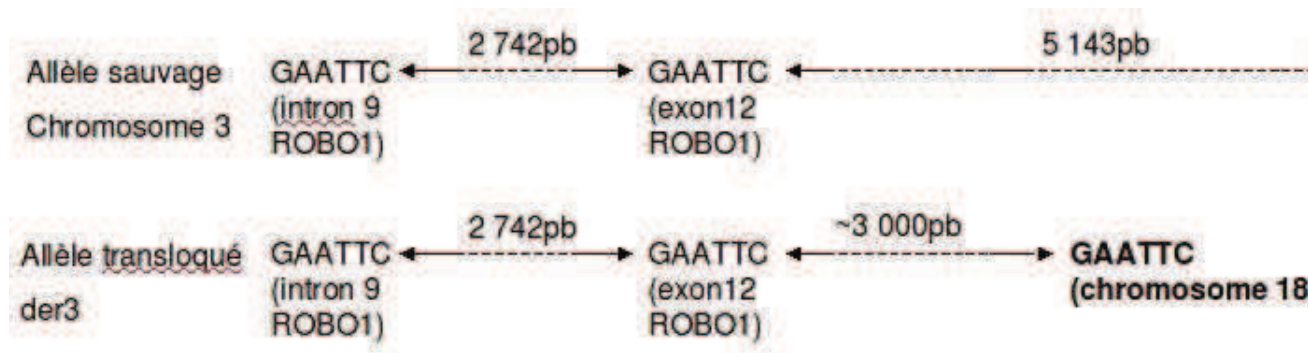 2 742pb 5 143pb
Allèle sauvage GAATTC GAATTC
Chromosome 3 (intron 9 (exon12
ROBO1) ROBO1)
2 742pb ~3 000pb
Allèle transloqué GAATTC GAATTC GAATTC
der3 (intron 9 (exon12 (chromosome 18
ROBO1) ROBO1)